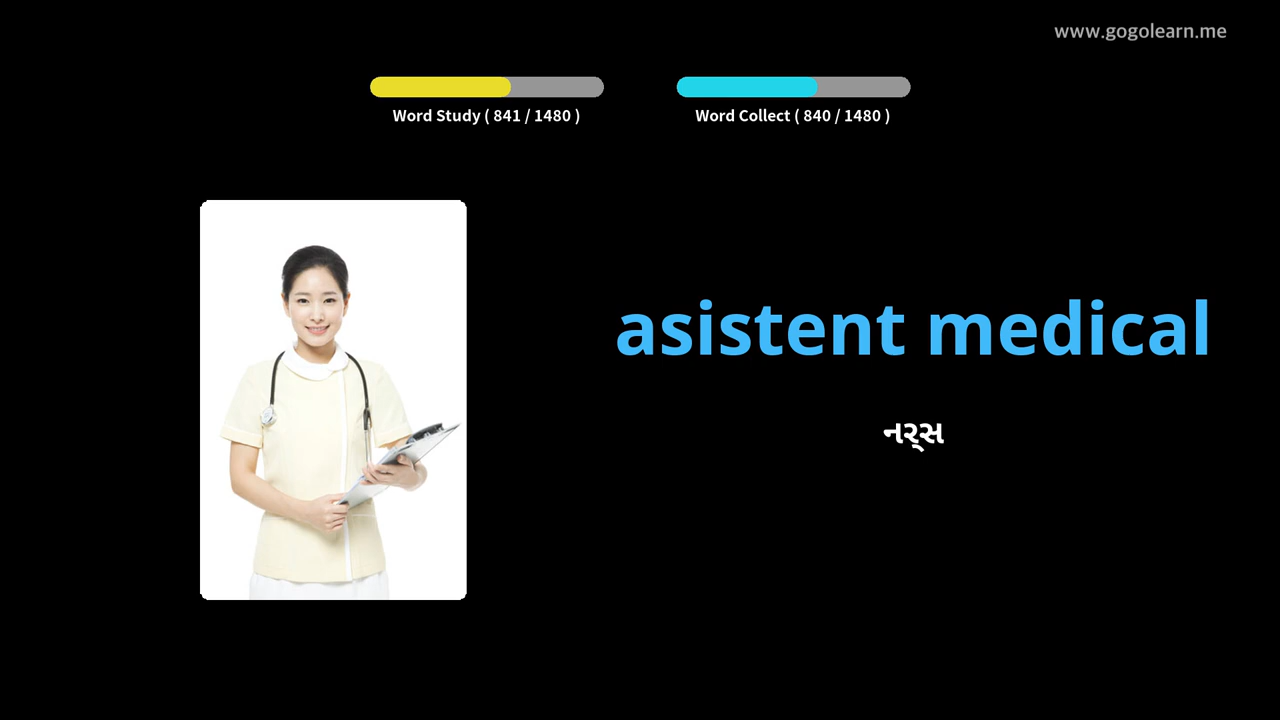 www.gogolearn.me
Word Study ( 841 / 1480 )
Word Collect ( 840 / 1480 )
asistent medical
નર્સ